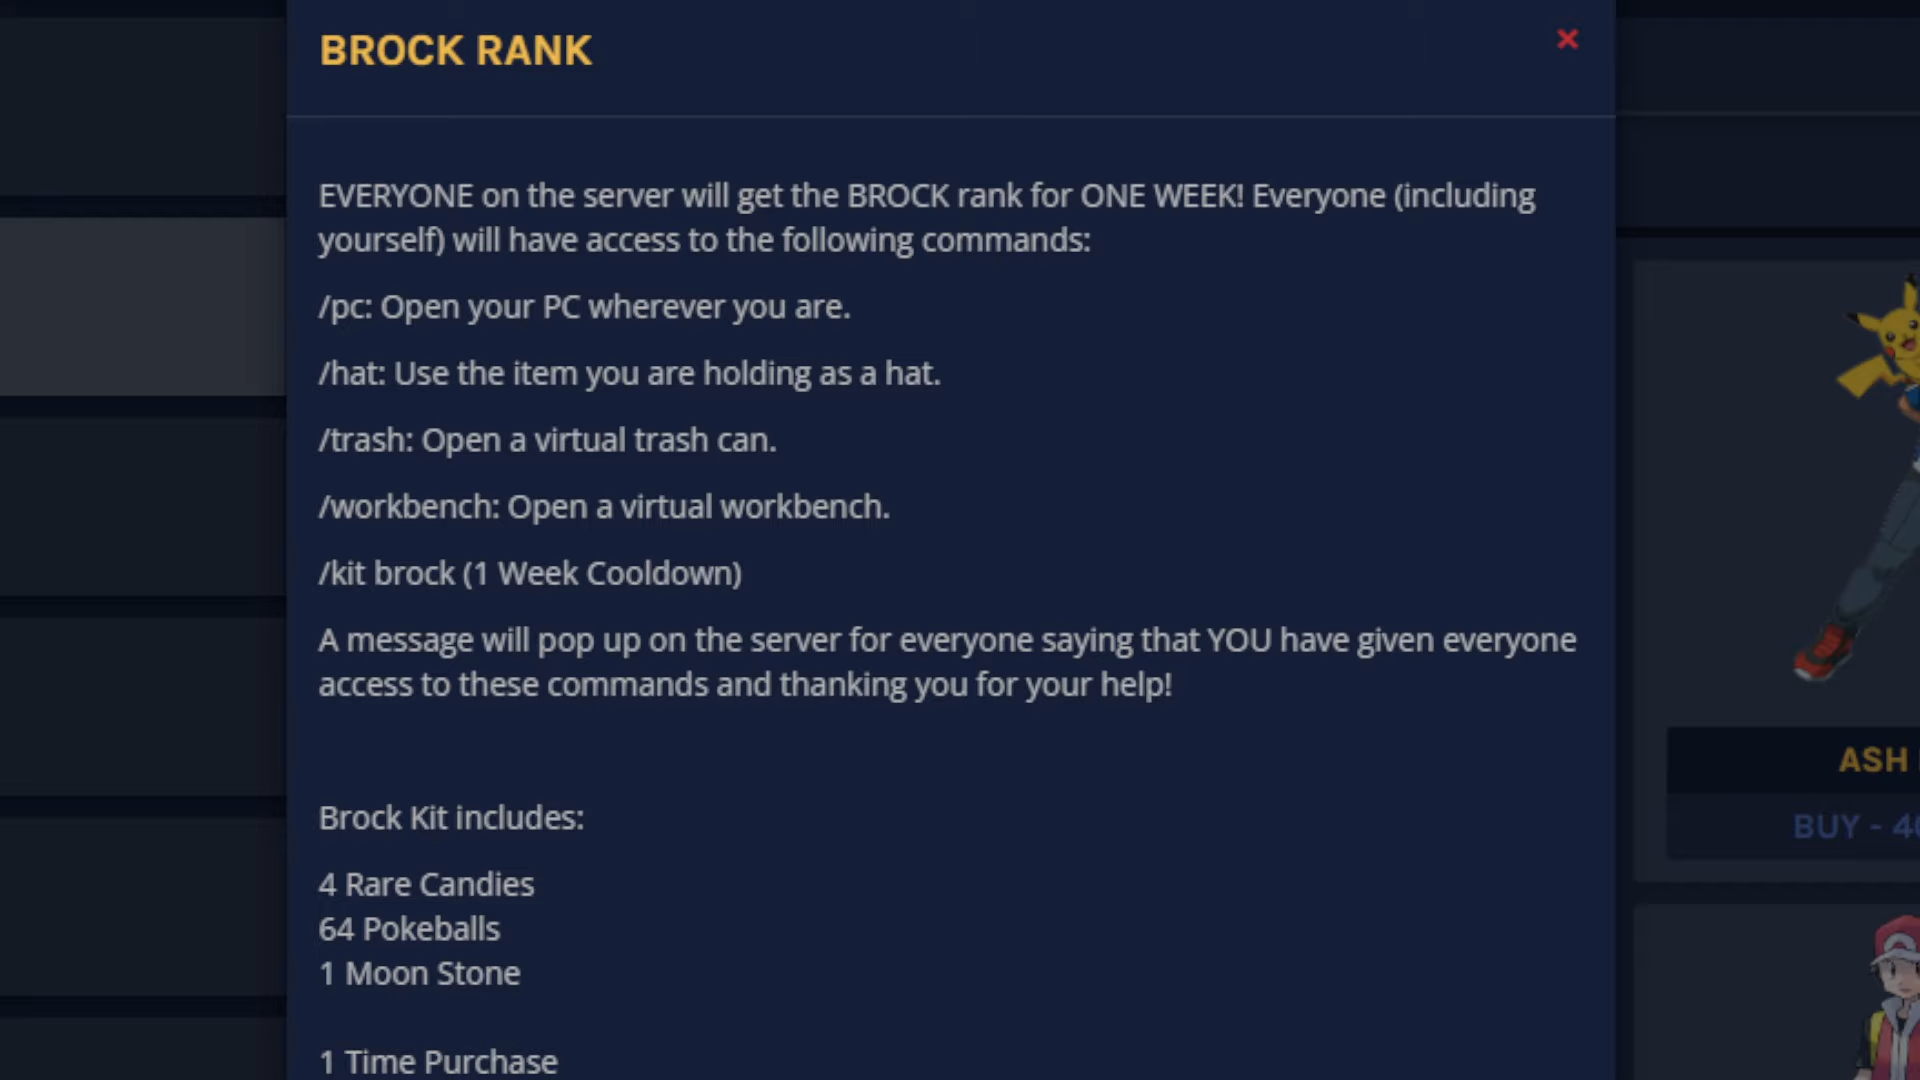 BROCK RANK
EVERYONE on the server will get the BROCK rank for ONE WEEK! Everyone (including
yourself) will have access to the following commands:
/pc: Open your PC wherever you are.
/hat: Use the item you are holding as a hat.
/trash: Open a virtual trash can.
/workbench: Open a virtual workbench.
/kit brock (1 Week Cooldown)
A message will pop up on the server for everyone saying that YOU have given everyone
access to these commands and thanking you for your help!
Brock Kit includes:
4 Rare Candies
64 Pokeballs
1 Moon Stone
1 Time Purchase
ASH
BUY - 40